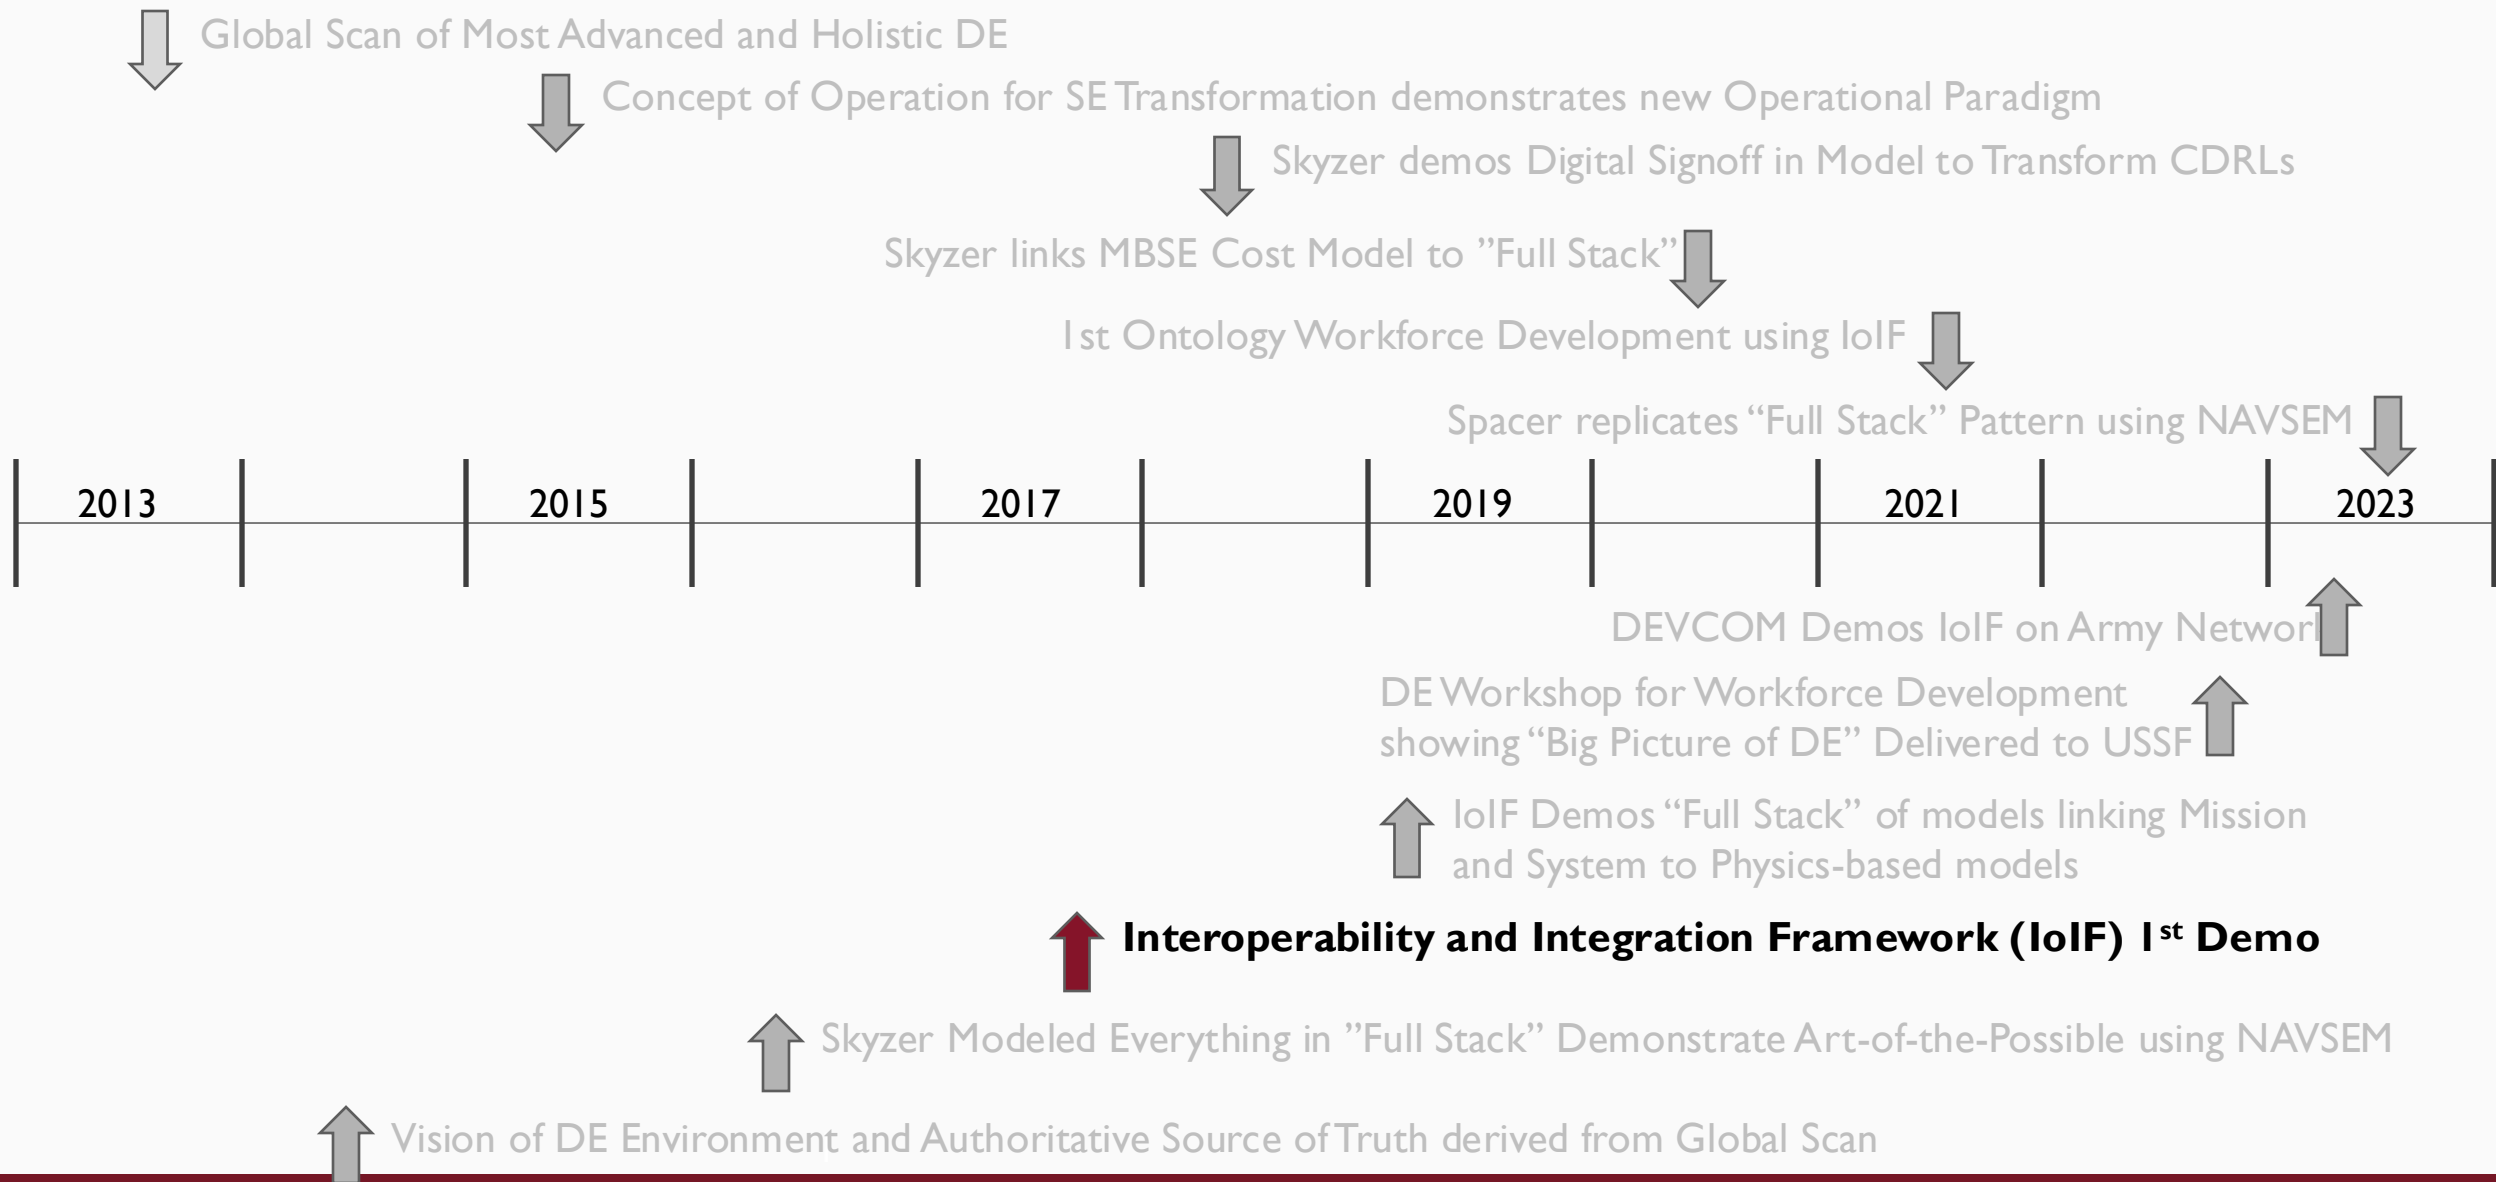 Global Scan of Most Advanced and Holistic DE
Concept of Operation for SE Transformation demonstrates new Operational Paradigm
Skyzer demos Digital Signoff in Model to Transform CDRLs
Skyzer links MBSE Cost Model to ”Full Stack”
1st Ontology Workforce Development using IoIF
Spacer replicates “Full Stack” Pattern using NAVSEM
2013 2015 2017 2019 2021 2023
DEVCOM Demos IoIF on Army Network
DE Workshop for Workforce Development
showing “Big Picture of DE” Delivered to USSF
IoIF Demos “Full Stack” of models linking Mission
and System to Physics-based models
Interoperability and Integration Framework (IoIF) 1st Demo
Skyzer Modeled Everything in ”Full Stack” Demonstrate Art-of-the-Possible using NAVSEM
Vision of DE Environment and Authoritative Source of Truth derived from Global Scan